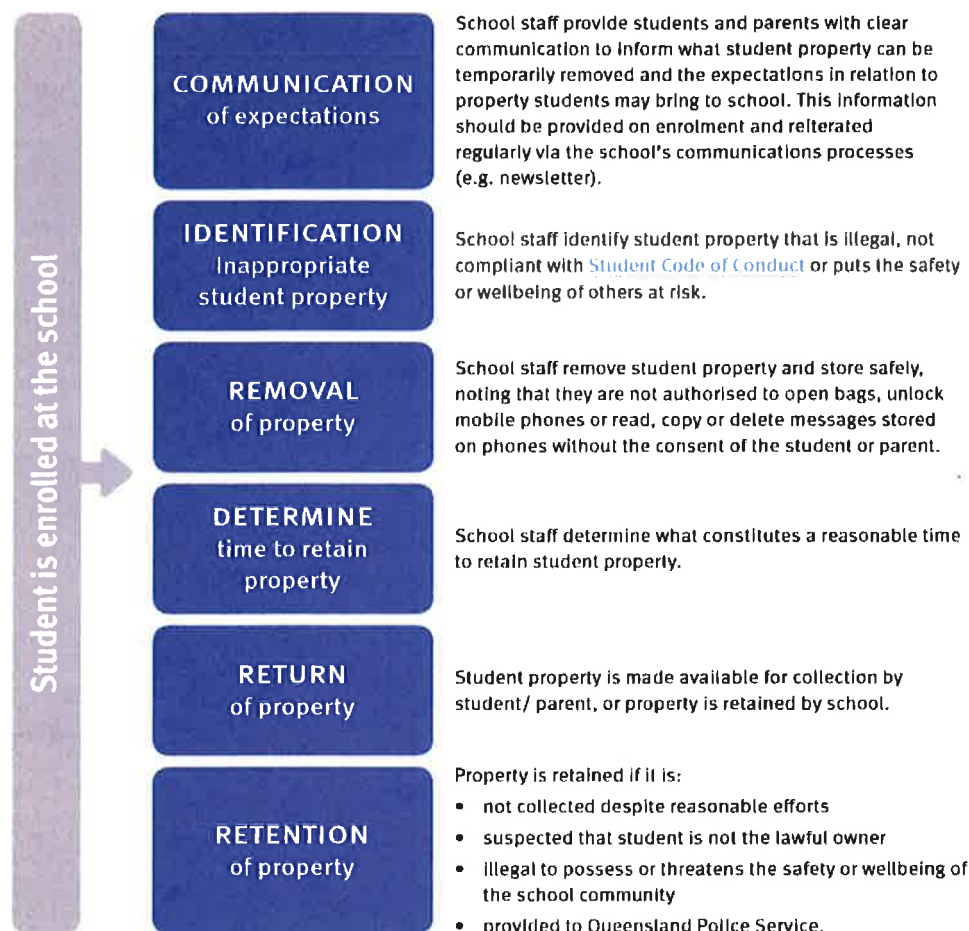 Student is enrolled at the school
COMMUNICATION
of expectations
School staff provide students and parents with clear
communication to inform what student property can be
temporarily removed and the expectations in relation to
property students may bring to school. This information
should be provided on enrolment and reiterated
regularly via the school's communications processes
(e.g. newsletter).
IDENTIFICATION
Inappropriate
student property
School staff identify student property that is illegal, not
compliant with Student Code of Conduct or puts the safety
or wellbeing of others at risk.
REMOVAL
of property
School staff remove student property and store safely,
noting that they are not authorised to open bags, unlock
mobile phones or read, copy or delete messages stored
on phones without the consent of the student or parent.
DETERMINE
time to retain
property
School staff determine what constitutes a reasonable time
to retain student property.
RETURN
of property
Student property is made available for collection by
student/ parent, or property is retained by school.
RETENTION
of property
Property is retained if it is:
• not collected despite reasonable efforts
• suspected that student is not the lawful owner
• illegal to possess or threatens the safety or wellbeing of
the school community
• provided to Queensland Police Service.